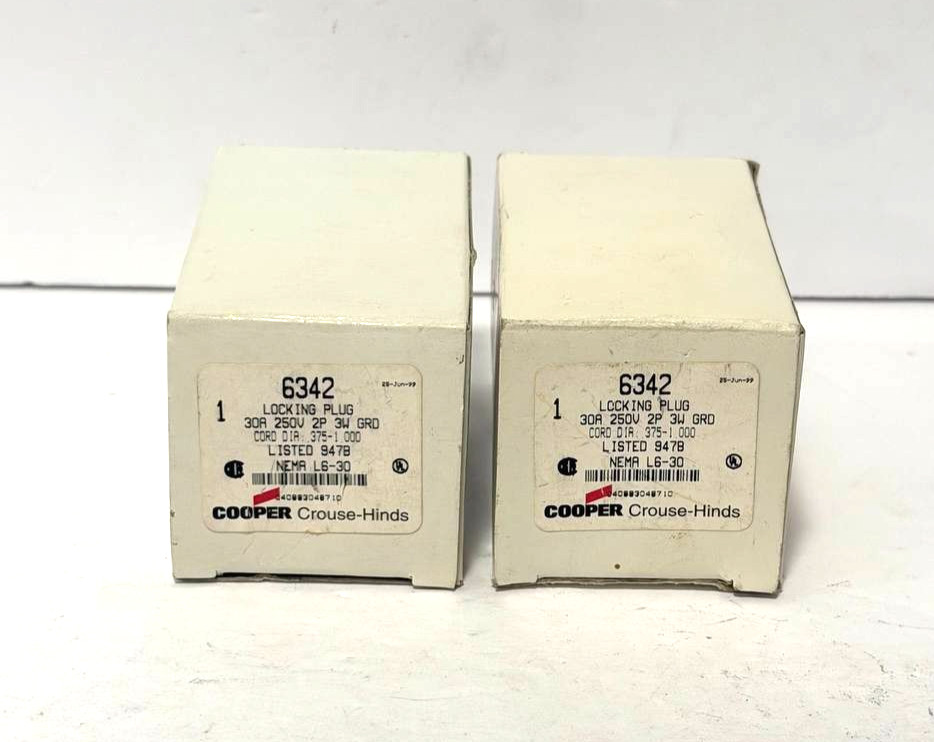 6342
25-Jun-99
1
LOCKING PLUG
30A 250V 2P 3W GRD
CORD DIA: .375-1 000
LISTED 947B
NEMA L6-30
COOPER Crouse-Hinds
6342
25-Jun-99
1
LOCKING PLUG
30A 250V 2P 3W GRD
CORD DIA: .375-1 000
LISTED 947B
NEMA L6-30
COOPER Crouse-Hinds